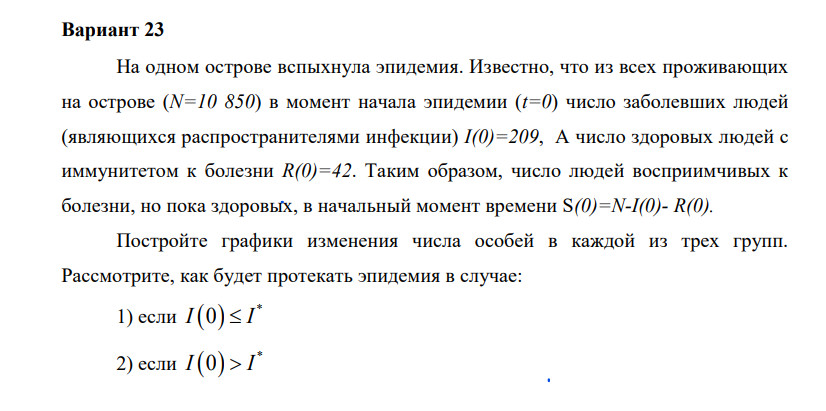 Вариант 23
На одном острове вспыхнула эпидемия. Известно, что из всех проживающих
на острове (N=10 850) в момент начала эпидемии (t=0) число заболевших людей
(являющихся распространителями инфекции) I(0)=209, А число здоровых людей с
иммунитетом к болезни R(0)=42. Таким образом, число людей восприимчивых к
болезни, но пока здоровых, в начальный момент времени S(0)=N-I(0)- R(0).
Постройте графики изменения числа особей в каждой из трех групп.
Рассмотрите, как будет протекать эпидемия в случае:
1) если I(0) ≤ I*
2) если I(0) > I*